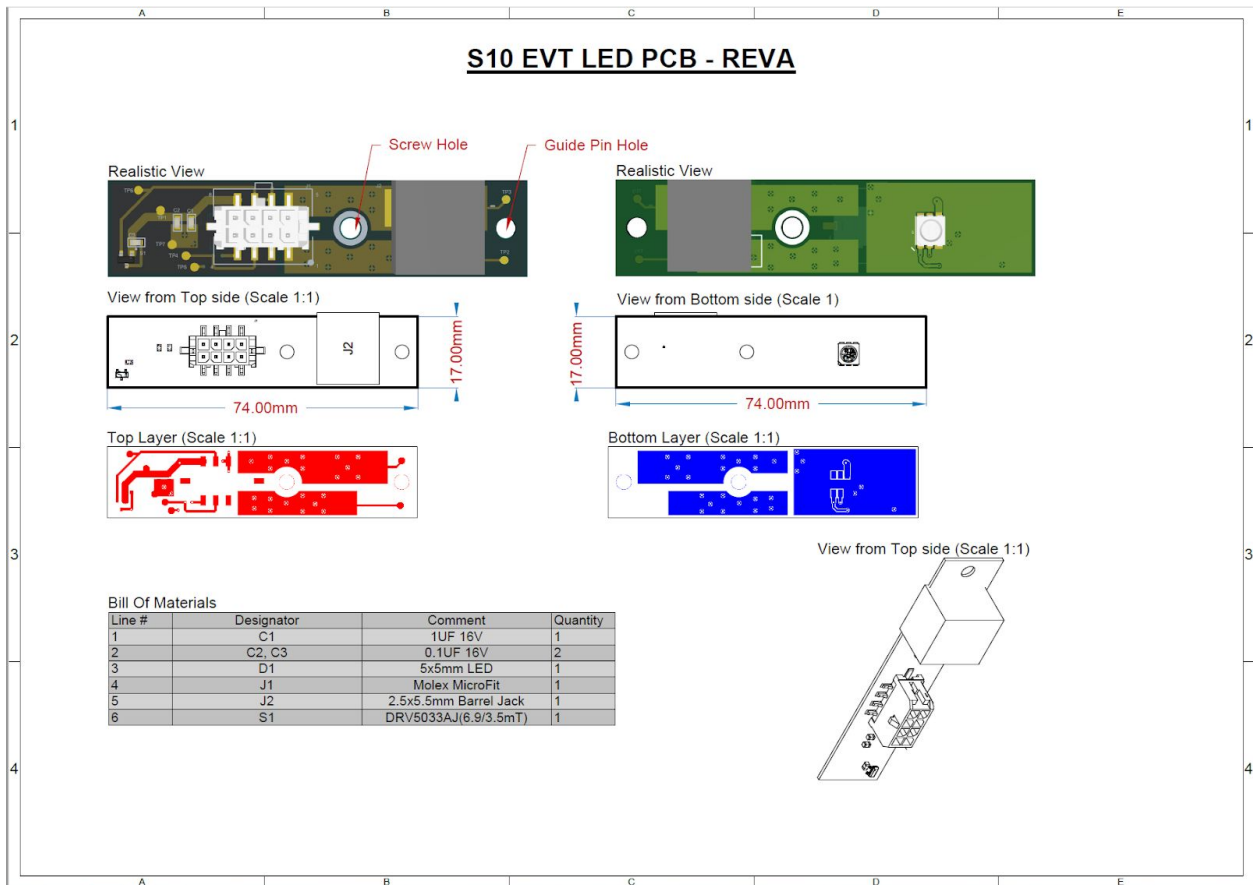 A B C D E
S10 EVT LED PCB - REVA
1 1
Screw Hole Guide Pin Hole
Realistic View Realistic View
View from Top side (Scale 1:1) View from Bottom side (Scale 1)
2 J2 17.00mm 17.00mm 2
74.00mm 74.00mm
Top Layer (Scale 1:1) Bottom Layer (Scale 1:1)
3 View from Top side (Scale 1:1) 3
Bill Of Materials
Line # Designator Comment Quantity
1 C1 1UF 16V 1
2 C2, C3 0.1UF 16V 2
3 D1 5x5mm LED 1
4 J1 Molex MicroFit 1
5 J2 2.5x5.5mm Barrel Jack 1
6 S1 DRV5033AJ(6.9/3.5mT) 1
4 4
A B C D E